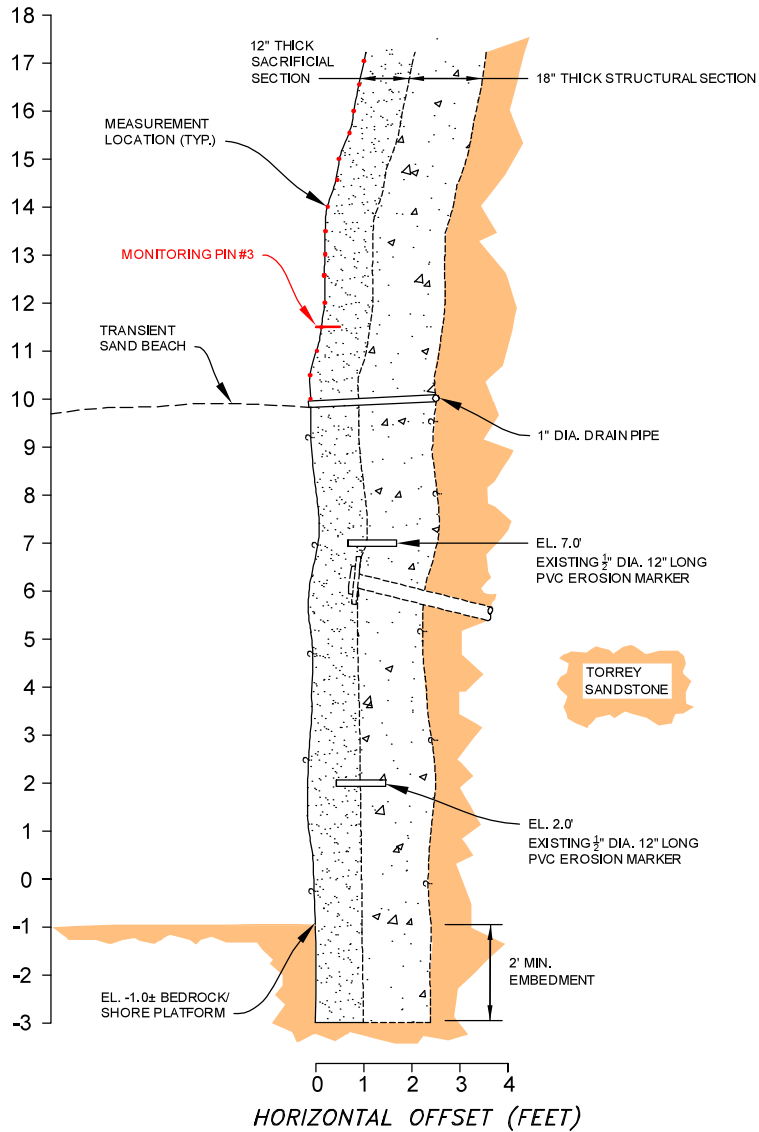 18
17
16
15
14
13
12
11
10
9
8
7
6
5
4
3
2
1
0
-1
-2
-3
12" THICK
SACRIFICIAL
SECTION
18" THICK STRUCTURAL SECTION
MEASUREMENT
LOCATION (TYP.)
MONITORING PIN #3
TRANSIENT
SAND BEACH
1" DIA. DRAIN PIPE
EL. 7.0'
EXISTING ½" DIA. 12" LONG
PVC EROSION MARKER
TORREY
SANDSTONE
EL. 2.0'
EXISTING ½" DIA. 12" LONG
PVC EROSION MARKER
2' MIN.
EMBEDMENT
EL. -1.0± BEDROCK/
SHORE PLATFORM
0 1 2 3 4
HORIZONTAL OFFSET (FEET)